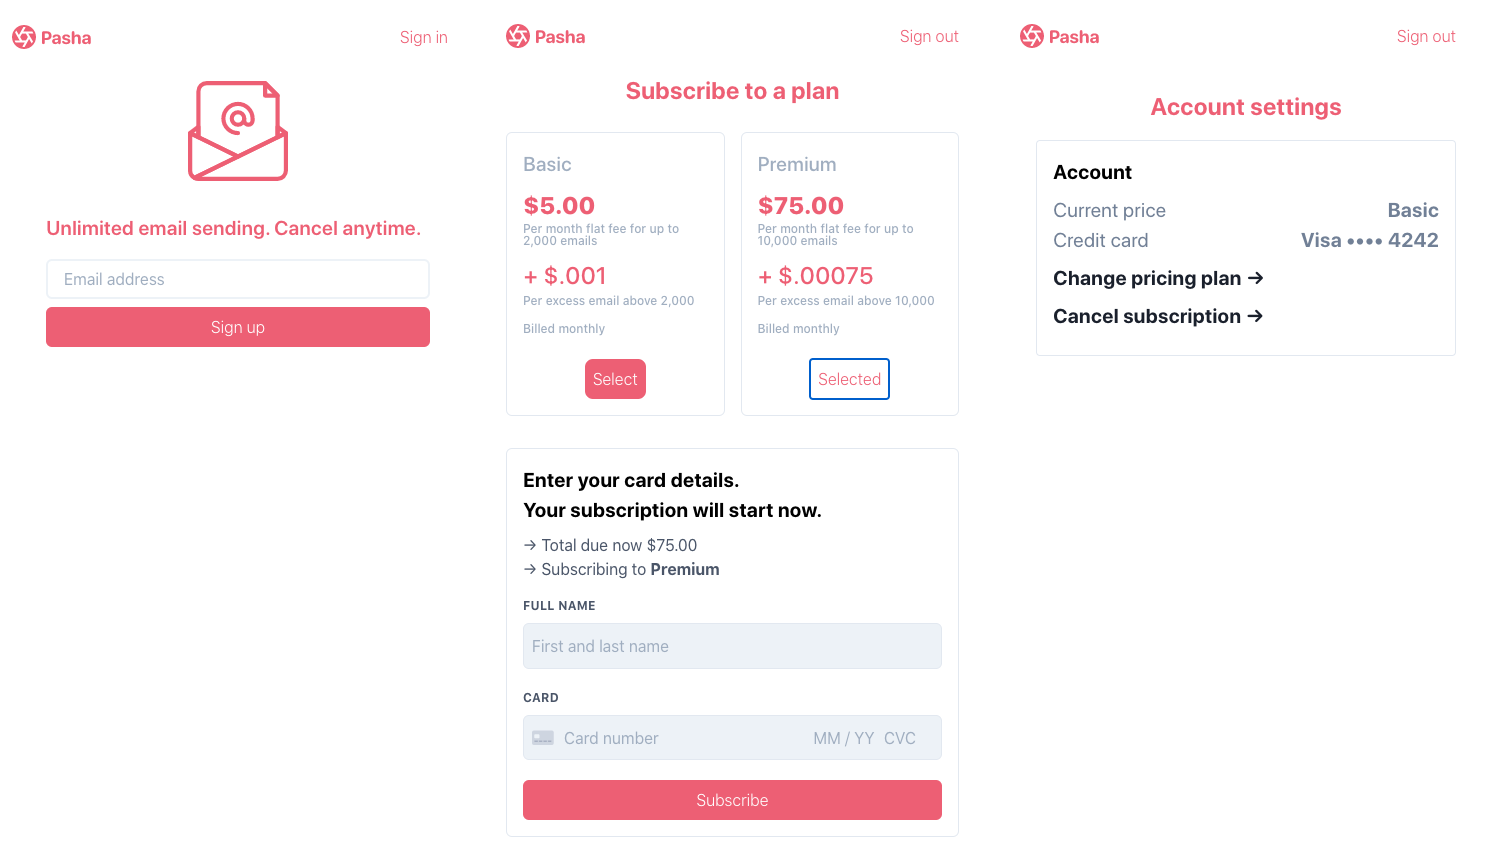 Pasha
Sign in
@
Unlimited email sending. Cancel anytime.
Email address
Sign up
Pasha
Sign out
Subscribe to a plan
Basic
$5.00
Per month flat fee for up to
2,000 emails
+ $.001
Per excess email above 2,000
Billed monthly
Select
Premium
$75.00
Per month flat fee for up to
10,000 emails
+ $.00075
Per excess email above 10,000
Billed monthly
Selected
Enter your card details.
Your subscription will start now.
→ Total due now $75.00
→ Subscribing to Premium
FULL NAME
First and last name
CARD
Card number MM / YY CVC
Subscribe
Pasha
Sign out
Account settings
Account
Current price Basic
Credit card Visa •••• 4242
Change pricing plan →
Cancel subscription →